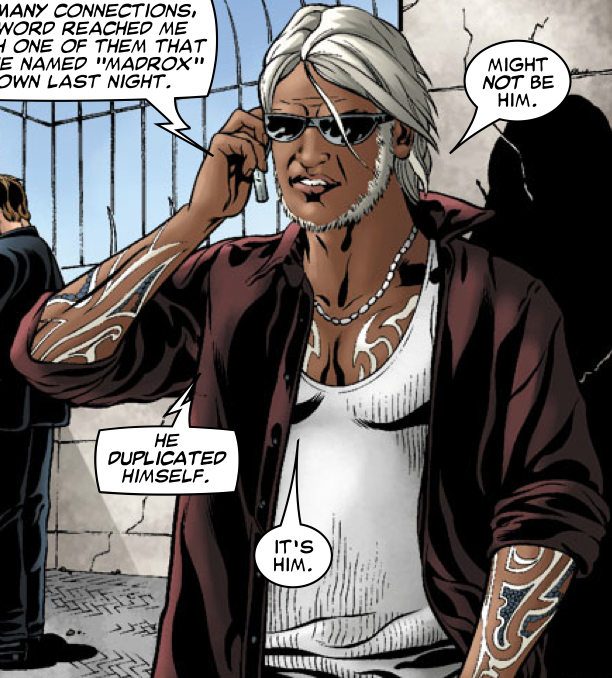 MANY CONNECTIONS,
WORD REACHED ME
ONE OF THEM THAT
NAMED "MADROX"
LAST NIGHT.
MIGHT
NOT BE
HIM.
HE
DUPLICATED
HIMSELF.
IT'S
HIM.